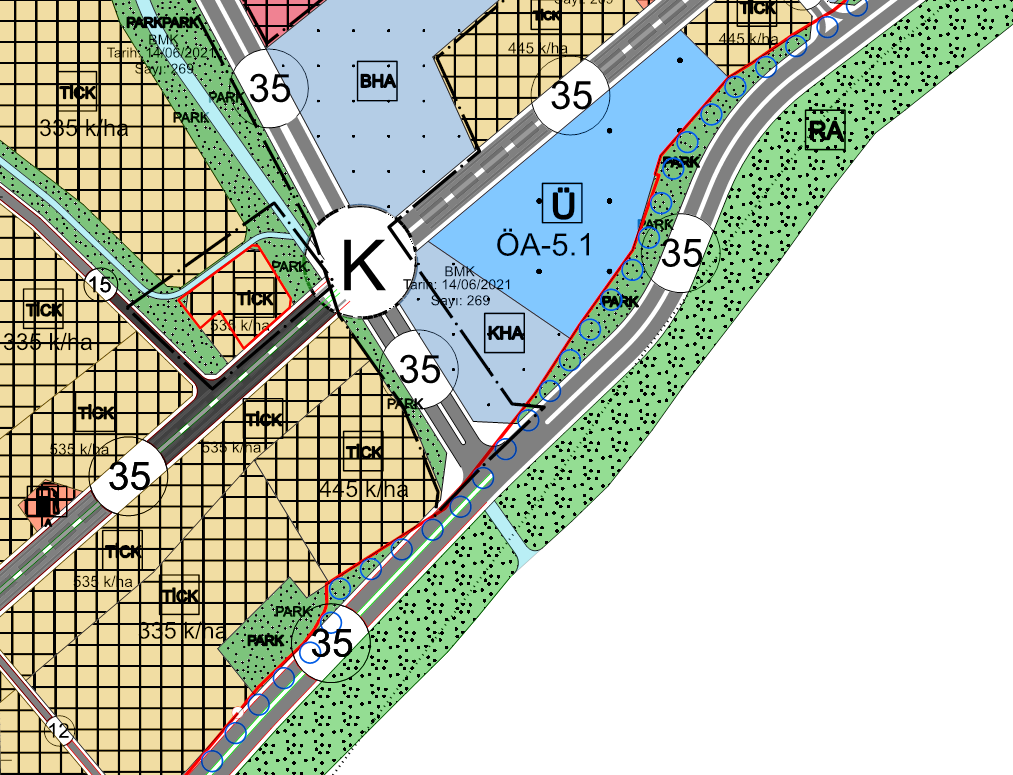 PARKPARK
BMK
Tarih: 14/06/2021
Sayı: 269
TİCK
335 k/ha
PARK
PARK
35
BHA
TİCK
445 k/ha
Sayı: 269
TİCK
445 k/ha
35
RA
PARK
Ü
ÖA-5.1
PARK
35
K
BMK
Tarih: 14/06/2021
Sayı: 269
PARK
15
TİCK
535 k/ha
TİCK
335 k/ha
PARK
KHA
35
PARK
TİCK
535 k/ha
TİCK
535 k/ha
TİCK
445 k/ha
35
A
TİCK
535 k/ha
TİCK
335 k/ha
PARK
PARK
35
12